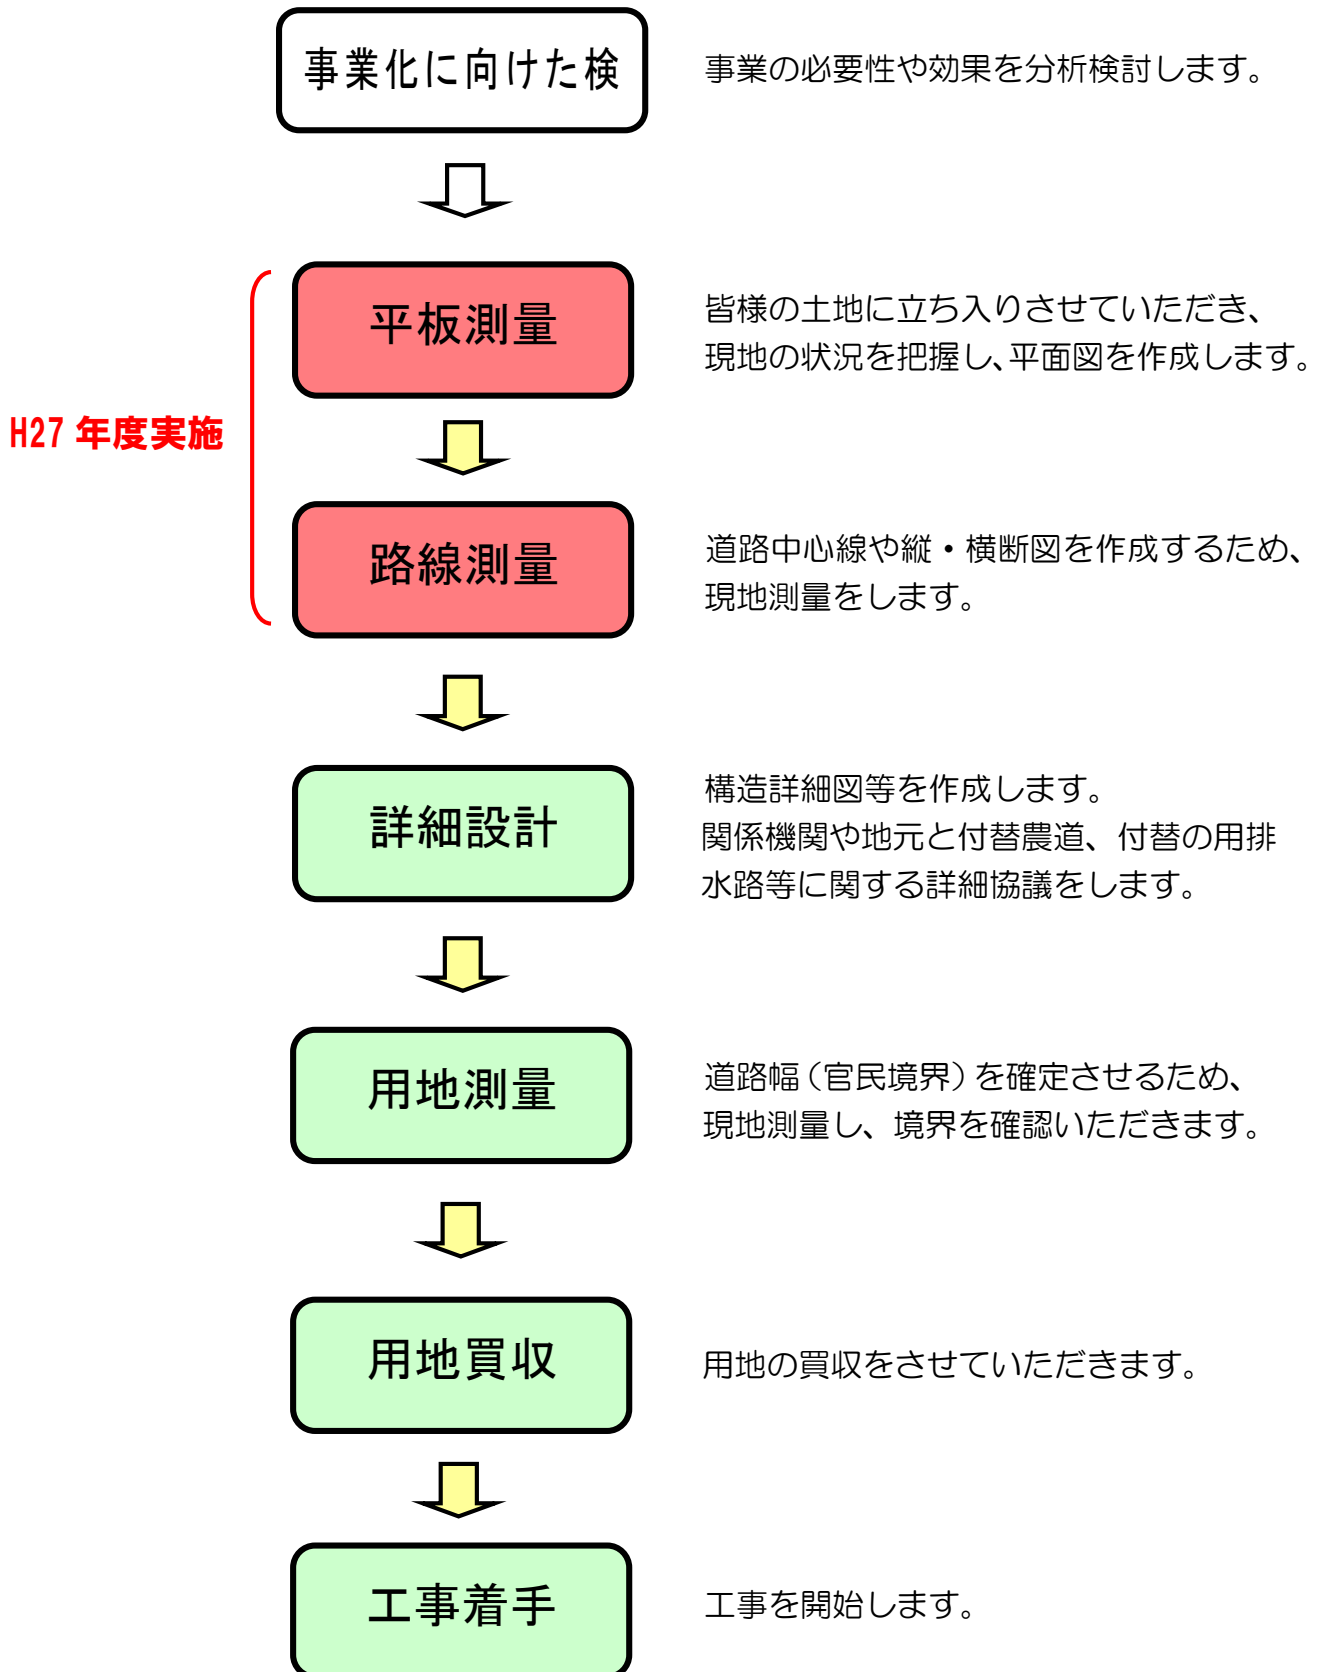 事業化に向けた検
事業の必要性や効果を分析検討します。
平板測量
皆様の土地に立ち入りさせていただき、
現地の状況を把握し、平面図を作成します。
H27 年度実施
路線測量
道路中心線や縦・横断図を作成するため、
現地測量をします。
詳細設計
構造詳細図等を作成します。
関係機関や地元と付替農道、付替の用排
水路等に関する詳細協議をします。
用地測量
道路幅(官民境界)を確定させるため、
現地測量し、境界を確認いただきます。
用地買収
用地の買収をさせていただきます。
工事着手
工事を開始します。